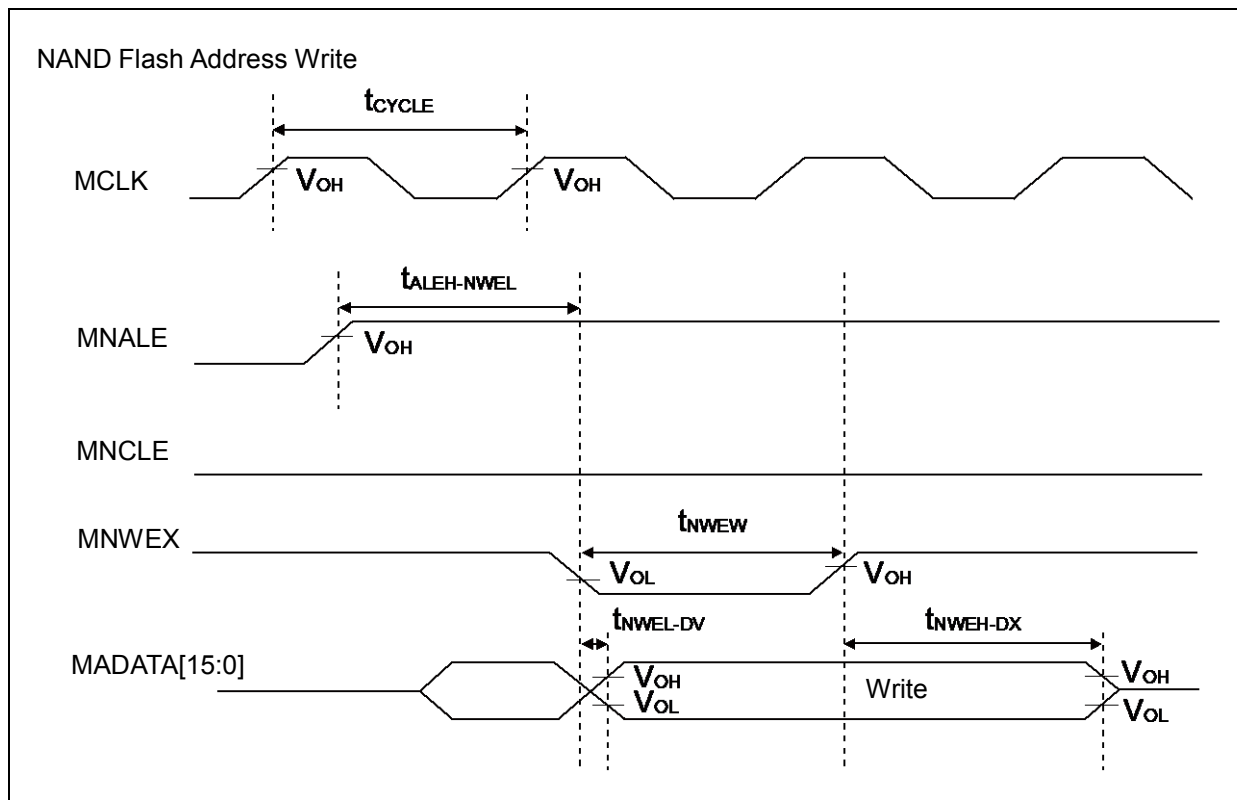 NAND Flash Address Write
tCYCLE
MCLK
VOH
VOH
tALEH-NWEL
MNALE
VOH
MNCLE
MNWEX
tNWEW
VOL
VOH
tNWEL-DV
tNWEH-DX
MADATA[15:0]
VOH
VOL
Write
VOH
VOL